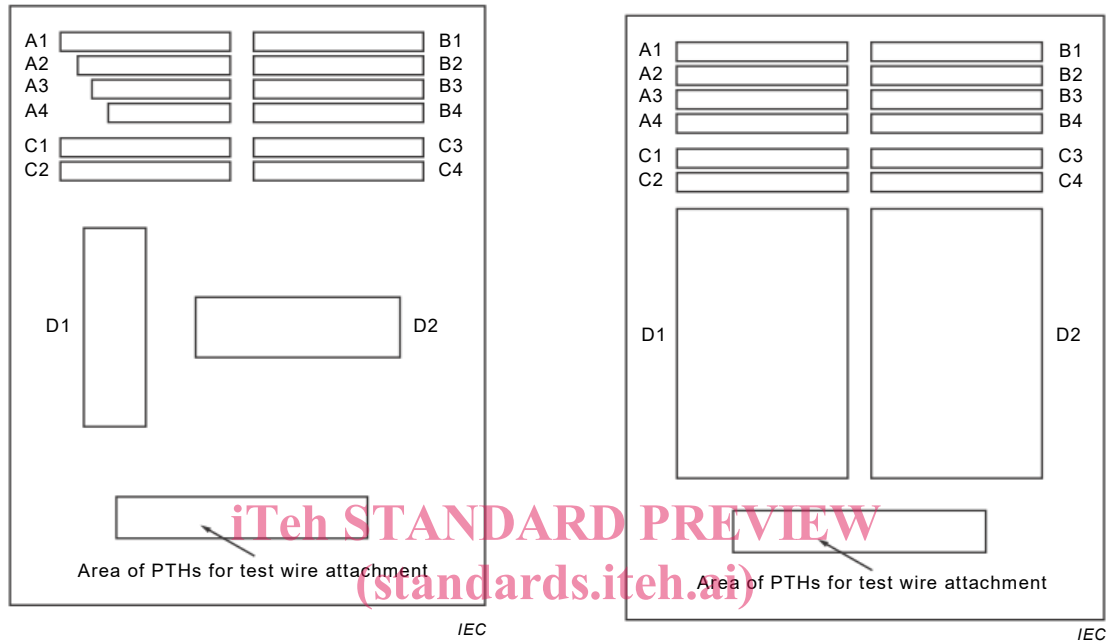 A1
B1
A2
B2
A3
B3
A4
B4
C1
C3
C2
C4
D1
D2
Area of PTHs for test wire attachment
IEC
A1
B1
A2
B2
A3
B3
A4
B4
C1
C3
C2
C4
D1
D2
Area of PTHs for test wire attachment
IEC
iTeh STANDARD PREVIEW
(standards.iteh.ai)